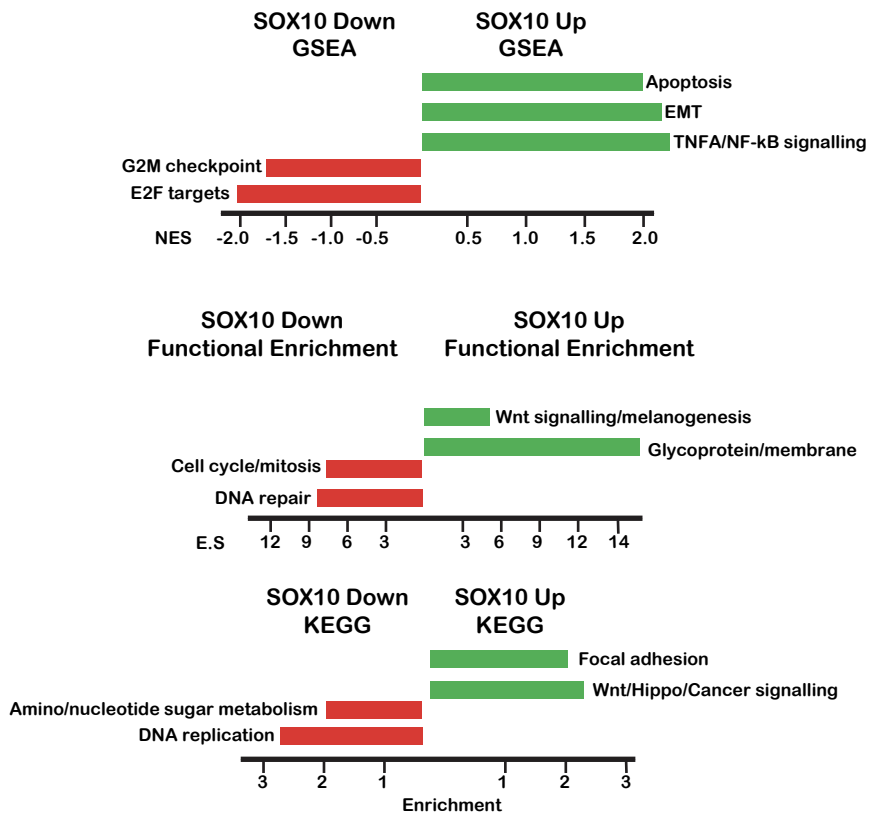 SOX10 Down
GSEA
SOX10 Up
GSEA
Apoptosis
EMT
TNFA/NF-kB signalling
G2M checkpoint
E2F targets
NES -2.0 -1.5 -1.0 -0.5 0.5 1.0 1.5 2.0
SOX10 Down
Functional Enrichment
SOX10 Up
Functional Enrichment
Wnt signalling/melanogenesis
Glycoprotein/membrane
Cell cycle/mitosis
DNA repair
E.S 12 9 6 3 3 6 9 12 14
SOX10 Down
KEGG
SOX10 Up
KEGG
Focal adhesion
Wnt/Hippo/Cancer signalling
Amino/nucleotide sugar metabolism
DNA replication
3 2 1 1 2 3
Enrichment